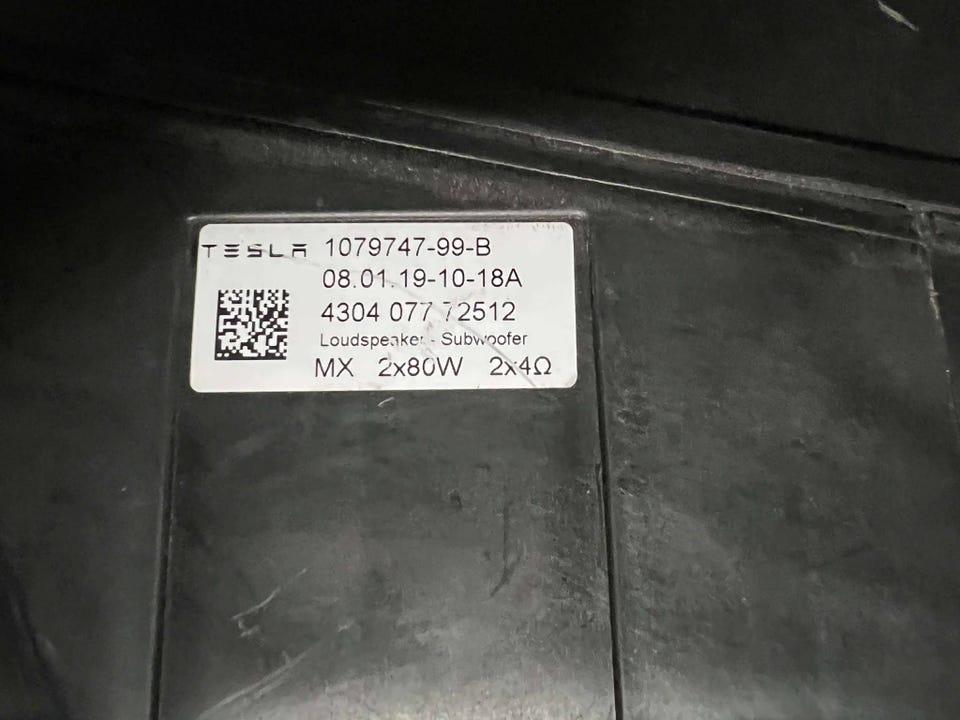 TESLA 1079747-99-B
08.01.19-10-18A
4304 077 72512
Loudspeaker - Subwoofer
MX 2x80W 2x4Ω